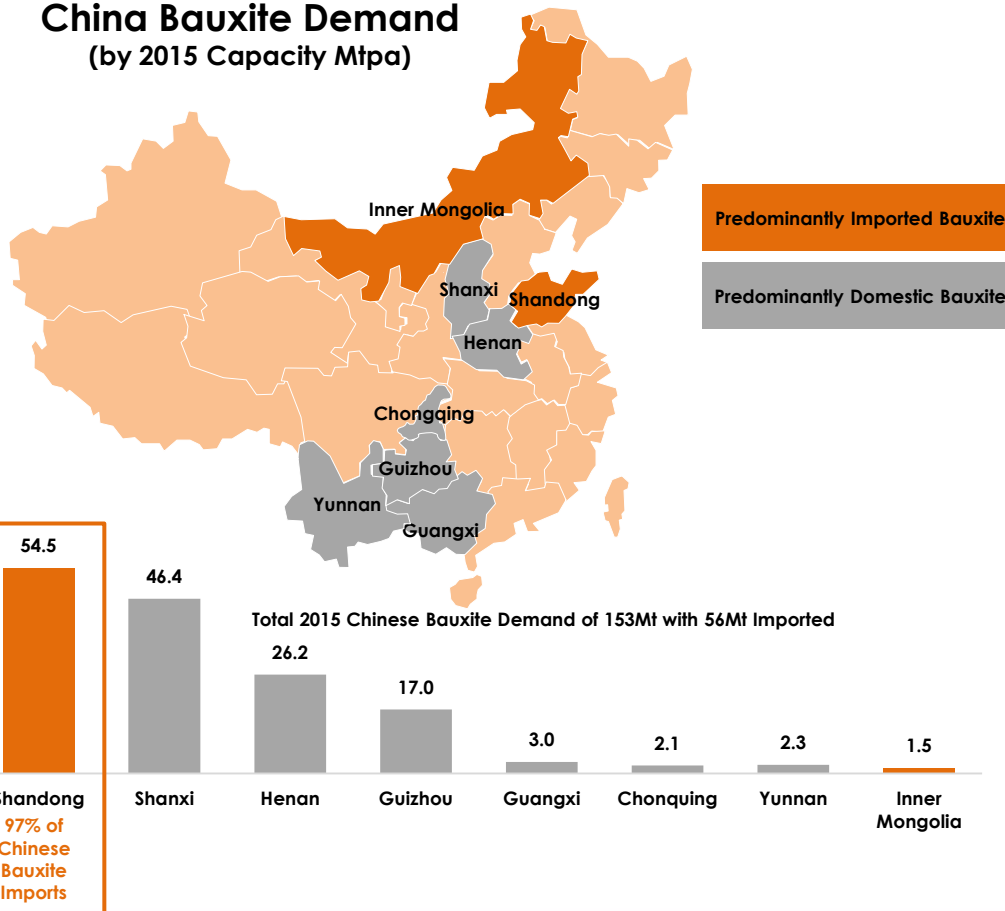 China Bauxite Demand
(by 2015 Capacity Mtpa)
Inner Mongolia
Predominantly Imported Bauxite
Shanxi
Shandong
Predominantly Domestic Bauxite
Henan
Chongqing
Guizhou
Yunnan
Guangxi
54.5
46.4
Total 2015 Chinese Bauxite Demand of 153Mt with 56Mt Imported
26.2
17.0
3.0
2.1
2.3
1.5
Shandong
Shanxi
Henan
Guizhou
Guangxi
Chonquing
Yunnan
Inner
Mongolia
97% of
Chinese
Bauxite
Imports